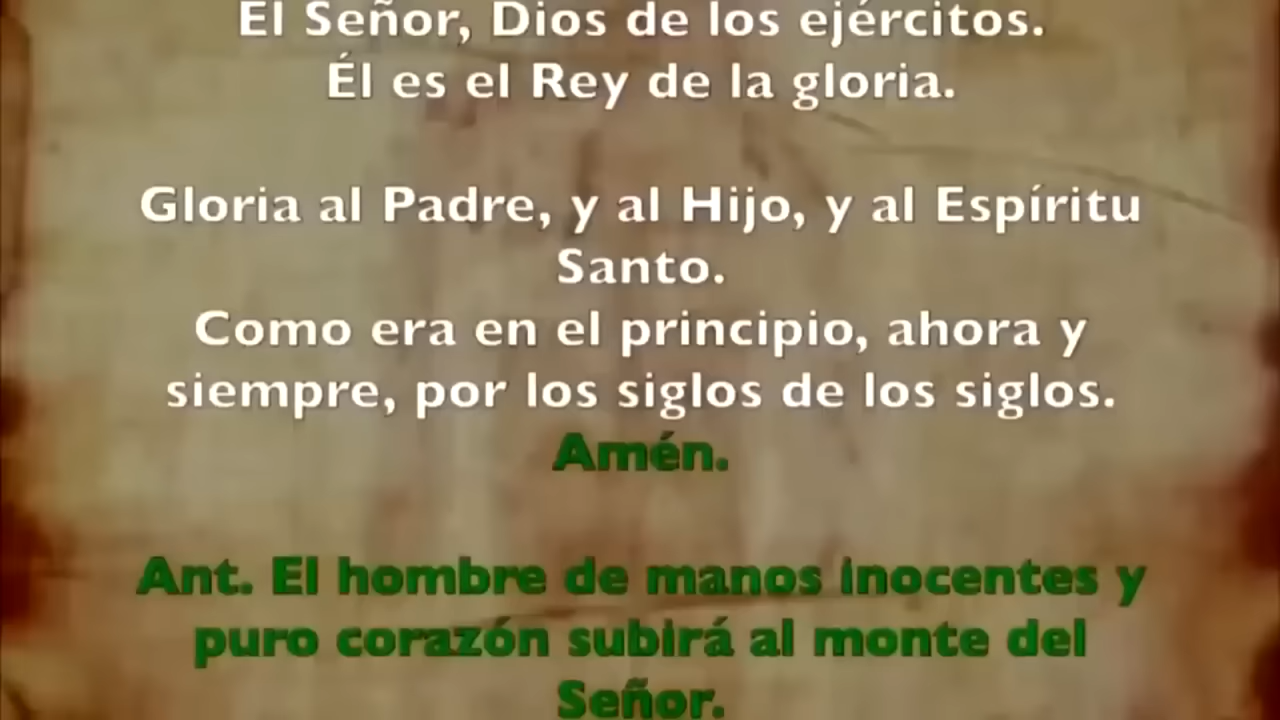 El Señor, Dios de los ejércitos.
Él es el Rey de la gloria.
Gloria al Padre, y al Hijo, y al Espíritu
Santo.
Como era en el principio, ahora y
siempre, por los siglos de los siglos.
Amén.
Ant. El hombre de manos inocentes y
puro corazón subirá al monte del
Señor.